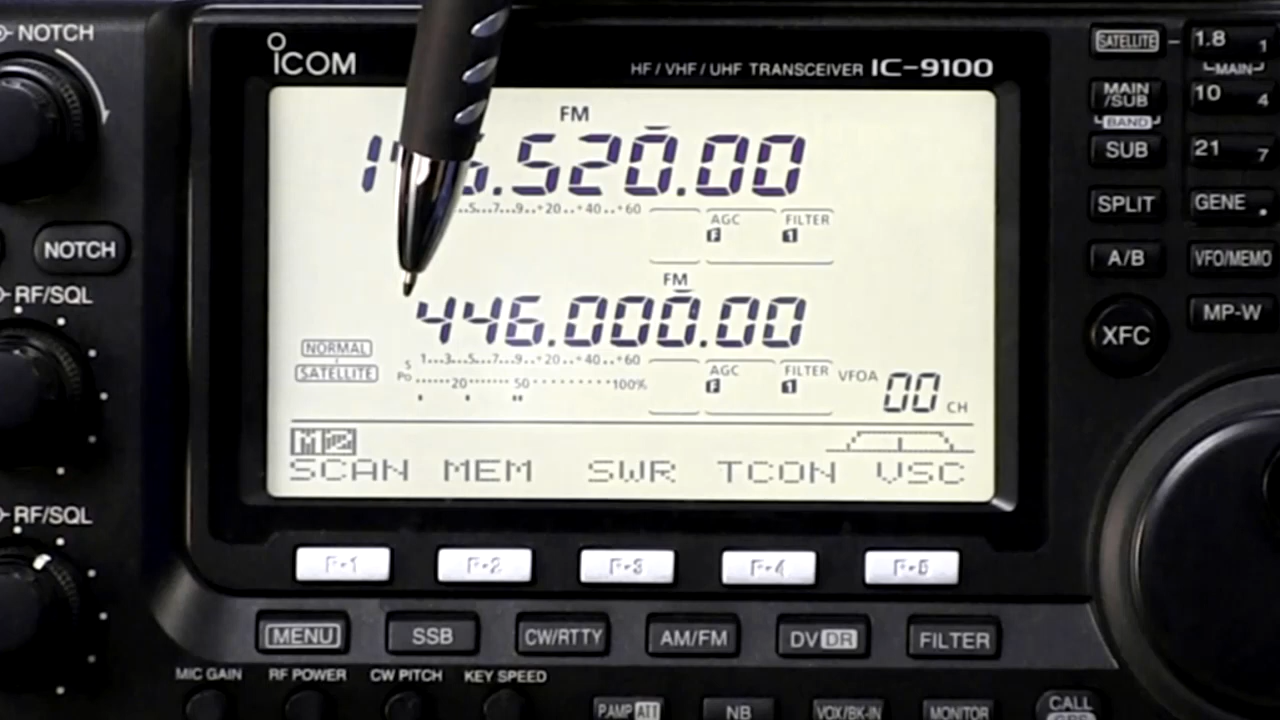 NOTCH
ICOM
HF / VHF / UHF TRANSCEIVER IC-9100
SATELLITE
1.8 1
MAIN
MAIN /SUB
10 4
BAND
SUB
21 7
SPLIT
GENE .
A/B
VFO/MEMO
MP-W
XFC
FM
.520.00
..5...7...9..+20..+40..+60
AGC FILTER
F 1
NOTCH
RF/SQL
FM
446.000.00
NORMAL
SATELLITE
S 1...3...5...7...9..+20..+40..+60
Po 20 50 100%
AGC FILTER
F 1
VFOA 00 CH
SCAN MEM SWR TCON VSC
RF/SQL
F-1 F-2 F-3 F-4 F-5
MENU SSB CW/RTTY AM/FM DV DR FILTER
MIC GAIN RF POWER CW PITCH KEY SPEED
P.AMP ATT NB VOX/BK-IN MONITOR CALL